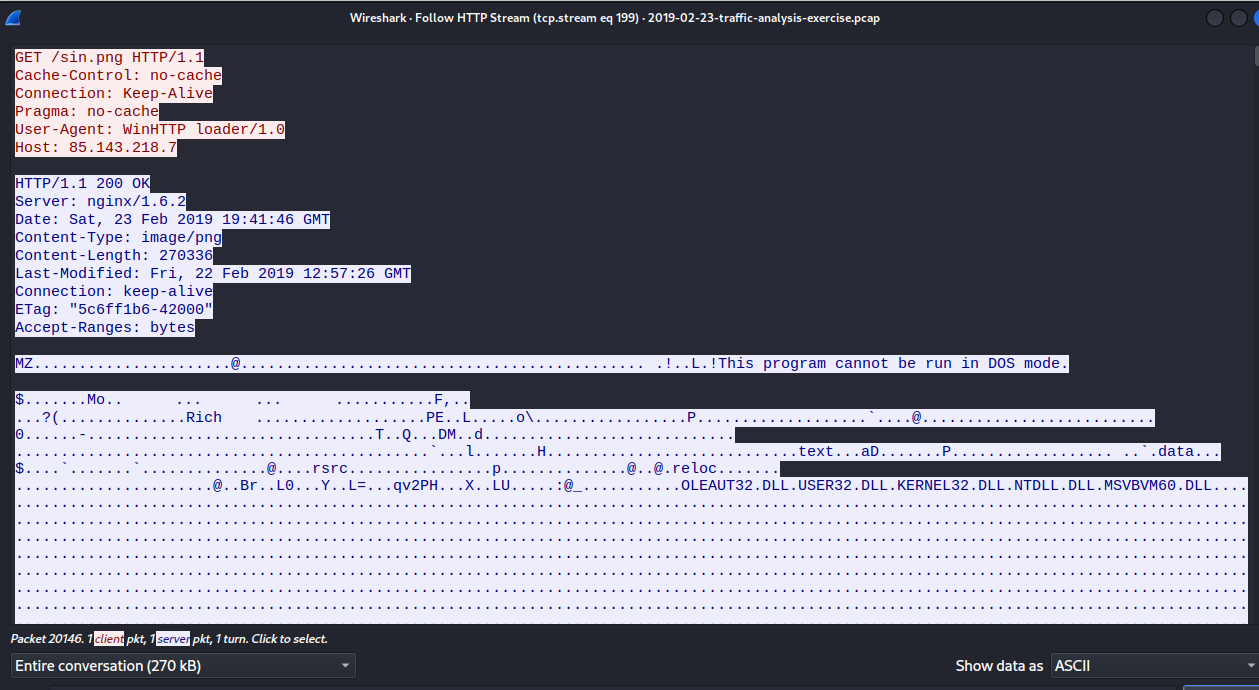 Wireshark · Follow HTTP Stream (tcp.stream eq 199) · 2019-02-23-traffic-analysis-exercise.pcap
GET /sin.png HTTP/1.1
Cache-Control: no-cache
Connection: Keep-Alive
Pragma: no-cache
User-Agent: WinHTTP loader/1.0
Host: 85.143.218.7
HTTP/1.1 200 OK
Server: nginx/1.6.2
Date: Sat, 23 Feb 2019 19:41:46 GMT
Content-Type: image/png
Content-Length: 270336
Last-Modified: Fri, 22 Feb 2019 12:57:26 GMT
Connection: keep-alive
ETag: "5c6ff1b6-42000"
Accept-Ranges: bytes
MZ......................@............................................. .!..L.!This program cannot be run in DOS mode.
$.......Mo..      ...      ...      ...........F,..
...?(..............Rich    ...................PE..L.....o\.................P...................`....@..........................
0......-................................T..Q...DM..d............................
..............................................`...l.......H............................text...aD.......P.................. ..`.data...
$....`.......`..............@....rsrc................p..............@..@.reloc.......
......................@..Br..L0...Y..L=...qv2PH...X..LU.....:@_...........OLEAUT32.DLL.USER32.DLL.KERNEL32.DLL.NTDLL.DLL.MSVBVM60.DLL....
Packet 20146. 1 client pkt, 1 server pkt, 1 turn. Click to select.
Entire conversation (270 kB)
Show data as ASCII